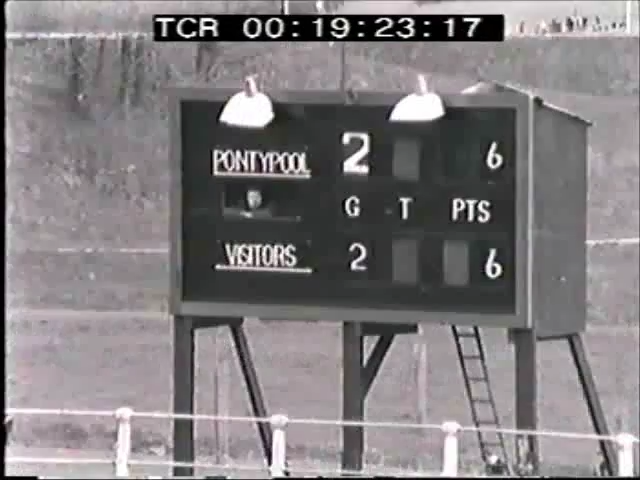 TCR 00:19:23:17
PONTYPOOL 2 6
G T PTS
VISITORS 2 6